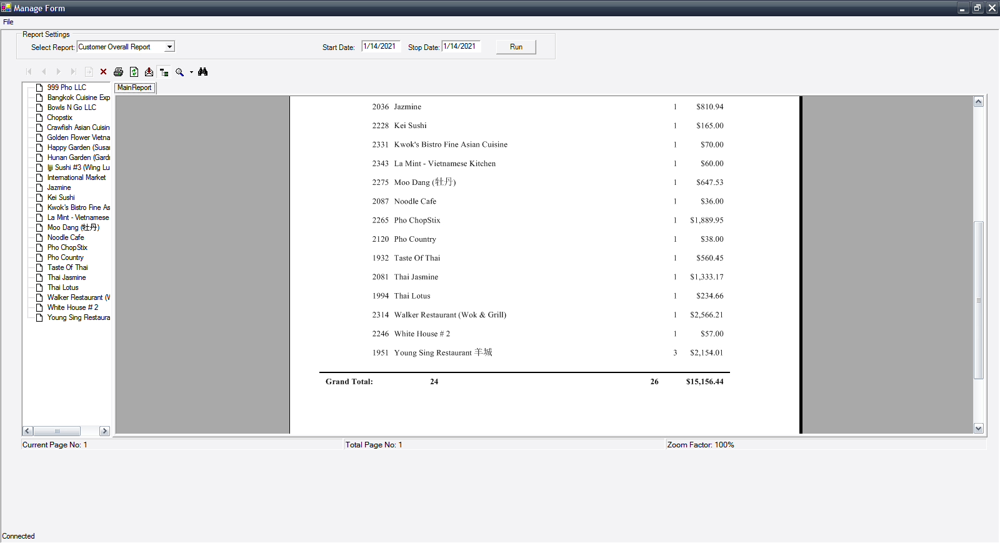 Manage Form
File
Report Settings
Select Report: Customer Overall Report
Start Date: 1/14/2021 Stop Date: 1/14/2021 Run
999 Pho LLC
Bangkok Cuisine Exp
Bowls N Go LLC
Chopstix
Crawfish Asian Cuisin
Golden Flower Vietna
Happy Garden (Susan
Hunan Garden (Gardn
Ijji Sushi #3 (Wing Lu
International Market
Jazmine
Kei Sushi
Kwok's Bistro Fine As
La Mint - Vietnamese
Moo Dang (牡丹)
Noodle Cafe
Pho ChopStix
Pho Country
Taste Of Thai
Thai Jasmine
Thai Lotus
Walker Restaurant (W
White House # 2
Young Sing Restaura
MainReport
2036 Jazmine 1 $810.94
2228 Kei Sushi 1 $165.00
2331 Kwok's Bistro Fine Asian Cuisine 1 $70.00
2343 La Mint - Vietnamese Kitchen 1 $60.00
2275 Moo Dang (牡丹) 1 $647.53
2087 Noodle Cafe 1 $36.00
2265 Pho ChopStix 1 $1,889.95
2120 Pho Country 1 $38.00
1932 Taste Of Thai 1 $560.45
2081 Thai Jasmine 1 $1,333.17
1994 Thai Lotus 1 $234.66
2314 Walker Restaurant (Wok & Grill) 1 $2,566.21
2246 White House # 2 1 $57.00
1951 Young Sing Restaurant 羊城 3 $2,154.01
Grand Total: 24 26 $15,156.44
Current Page No: 1
Total Page No: 1
Zoom Factor: 100%
Connected